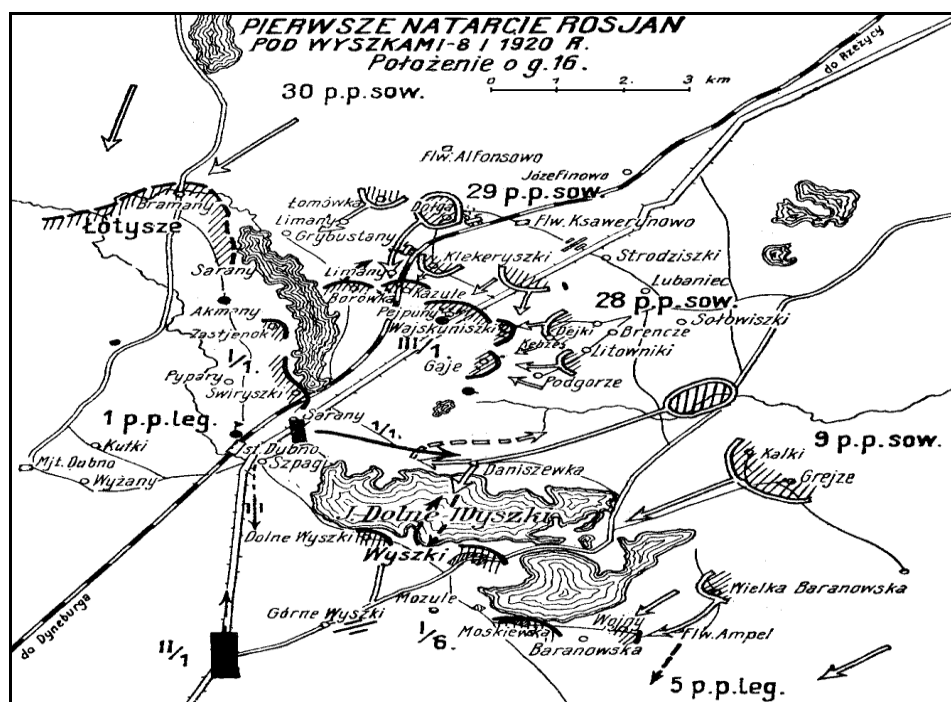 PIERWSZE NATARCIE ROSJAN
POD WYSZKAMI-8 I 1920 R.
Położenie o g.16.
0 1 2. 3 km
do Rzeżycy
30 p.p.sow.
Flw.Alfonsowo
Józefinowo
29 p.p.sow.
Bramany
Łotysze
Łomówka
Limany
Grybustany
Dołga
Flw. Ksawerynowo
Klekeryszki
Strodziszki
Sarany
Limany
Borówka
Kazule
Lubaniec
28 p.p.sow.
Akmany
Pejpuny
Wajskuniszki
Sołowiszki
Zastjenok
III/1.
Dejki
Brencze
Kebzes
Litowniki
I/1.
Gaje
Pypary
Podgorze
Swiryszki
1 p.p.leg.
Sarany
Kutki
9 p.p.sow.
st. Dubno
Mjt. Dubno
Szpagi
Daniszewka
Kalki
Wyżany
Grejze
J. Dolne Wyszki
Dolne Wyszki
Wyszki
Wielka Baranowska
Mozule
Górne Wyszki
I/6.
Moskiewka
Wojny
Flw. Ampel
do Dyneburga
II/1
Baranowska
5 p.p.leg.